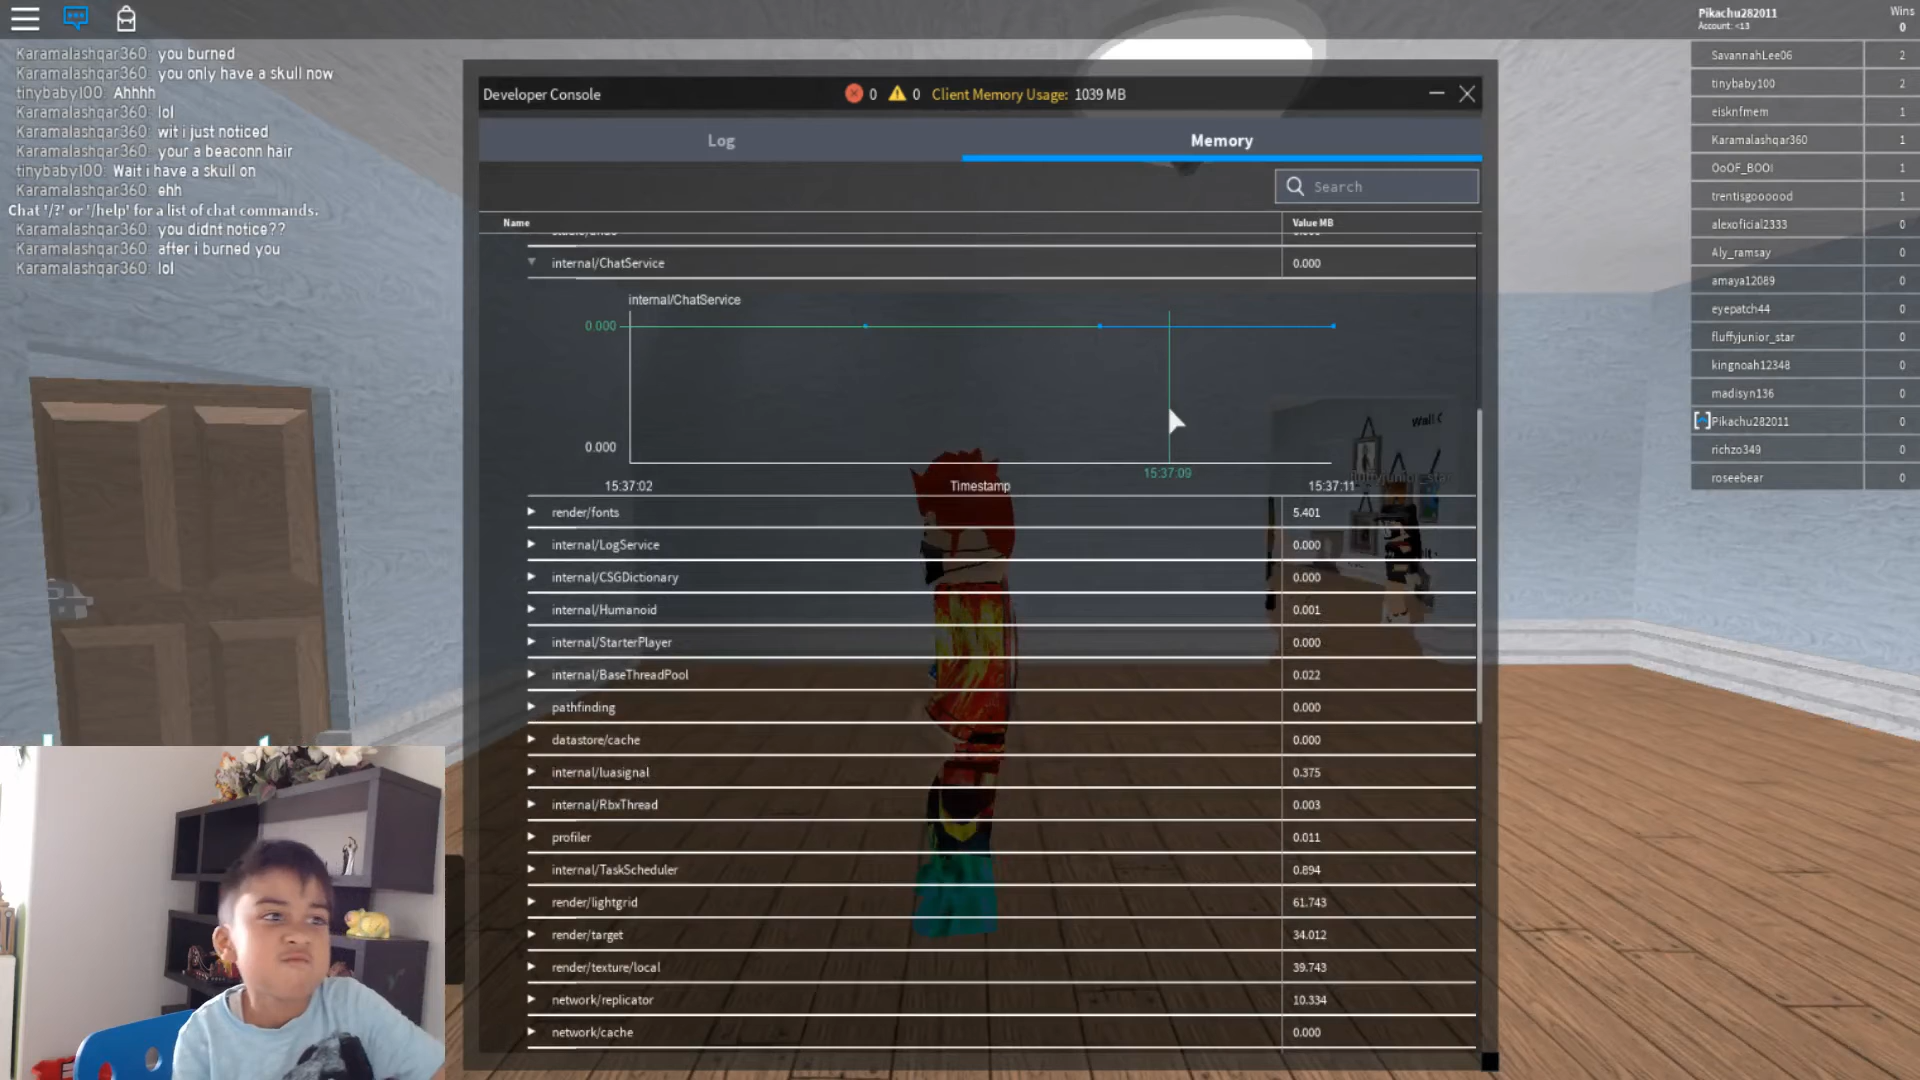 Karamalashqar360: you burned
Karamalashqar360: you only have a skull now
tinybaby100: Ahhhh
Karamalashqar360: lol
Karamalashqar360: wit i just noticed
Karamalashqar360: your a beaconn hair
tinybaby100: Wait i have a skull on
Karamalashqar360: ehh
Chat '/?' or '/help' for a list of chat commands.
Karamalashqar360: you didnt notice??
Karamalashqar360: after i burned you
Karamalashqar360: lol
Developer Console
0 0 Client Memory Usage: 1039 MB
Log Memory
Search
Name Value MB
internal/ChatService 0.000
internal/ChatService
0.000
0.000
15:37:09
15:37:02 Timestamp 15:37:11
render/fonts 5.401
internal/LogService 0.000
internal/CSGDictionary 0.000
internal/Humanoid 0.001
internal/StarterPlayer 0.000
internal/BaseThreadPool 0.022
pathfinding 0.000
datastore/cache 0.000
internal/luasignal 0.375
internal/RbxThread 0.003
profiler 0.011
internal/TaskScheduler 0.894
render/lightgrid 61.743
render/target 34.012
render/texture/local 39.743
network/replicator 10.334
network/cache 0.000
Pikachu282011 Wins
Account: <13 0
SavannahLee06 2
tinybaby100 2
eisknfmem 1
Karamalashqar360 1
OoOF_BOOI 1
trentisgoooood 1
alexoficial2333 0
Aly_ramsay 0
amaya12089 0
eyepatch44 0
fluffyjunior_star 0
kingnoah12348 0
madisyn136 0
Pikachu282011 0
richzo349 0
roseebear 0